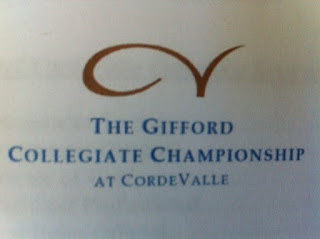 THE GIFFORD
COLLEGIATE CHAMPIONSHIP
AT CORDEVALLE